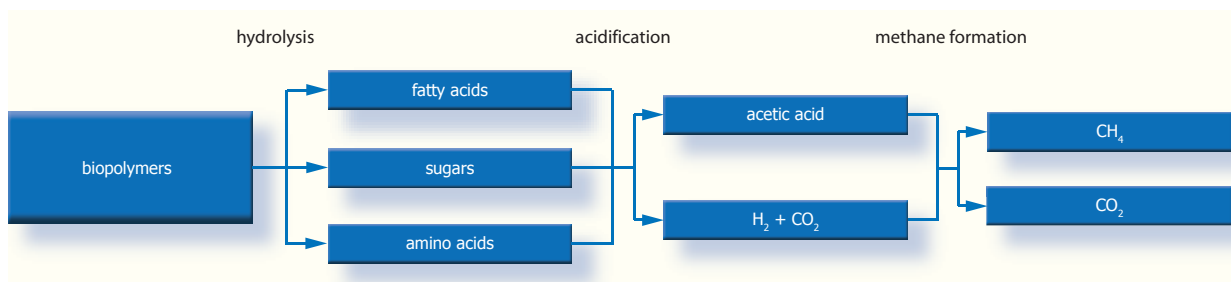 hydrolysis
acidification
methane formation
biopolymers
fatty acids
sugars
amino acids
acetic acid
H₂ + CO₂
CH₄
CO₂